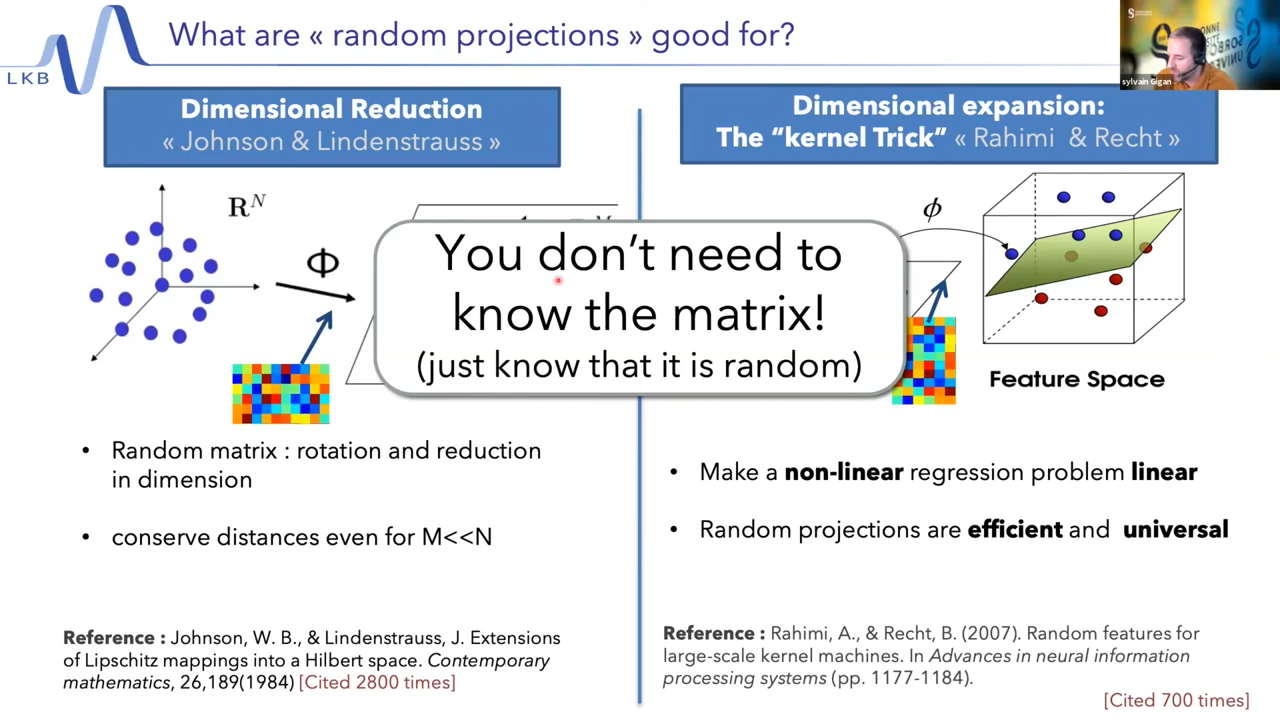 What are « random projections » good for?
LKB
sylvain Gigan
Dimensional Reduction
« Johnson & Lindenstrauss »
R^N
Φ
• Random matrix : rotation and reduction
in dimension
• conserve distances even for M<<N
Reference : Johnson, W. B., & Lindenstrauss, J. Extensions
of Lipschitz mappings into a Hilbert space. Contemporary
mathematics, 26,189(1984) [Cited 2800 times]
You don't need to
know the matrix!
(just know that it is random)
Dimensional expansion:
The "kernel Trick" « Rahimi & Recht »
ϕ
Feature Space
• Make a non-linear regression problem linear
• Random projections are efficient and universal
Reference : Rahimi, A., & Recht, B. (2007). Random features for
large-scale kernel machines. In Advances in neural information
processing systems (pp. 1177-1184).
[Cited 700 times]